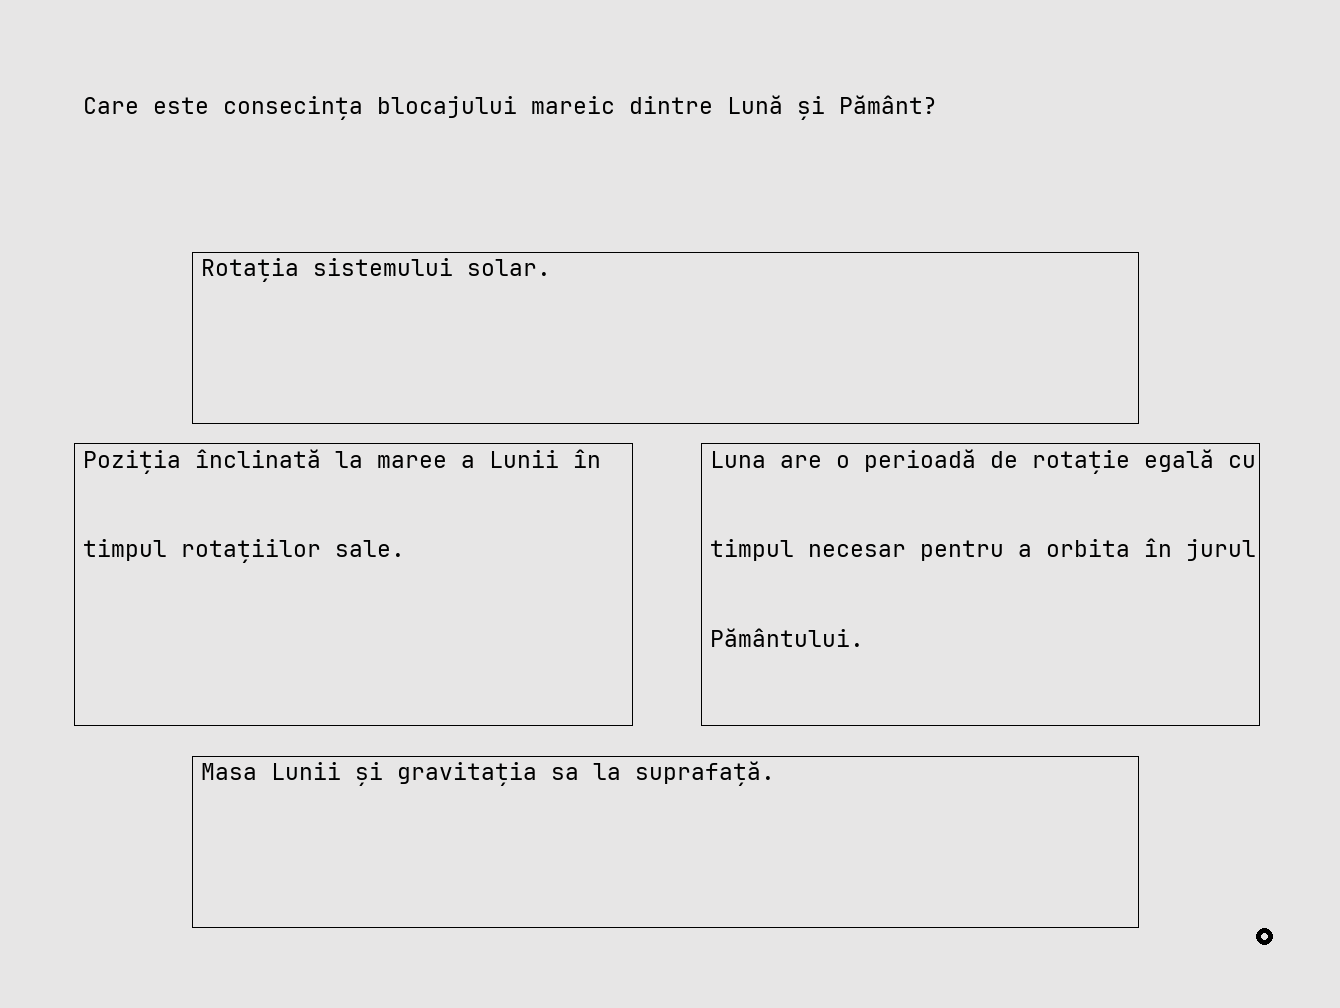 Care este consecința blocajului mareic dintre Lună și Pământ?
Rotația sistemului solar.
Poziția înclinată la maree a Lunii în
timpul rotațiilor sale.
Luna are o perioadă de rotație egală cu
timpul necesar pentru a orbita în jurul
Pământului.
Masa Lunii și gravitația sa la suprafață.